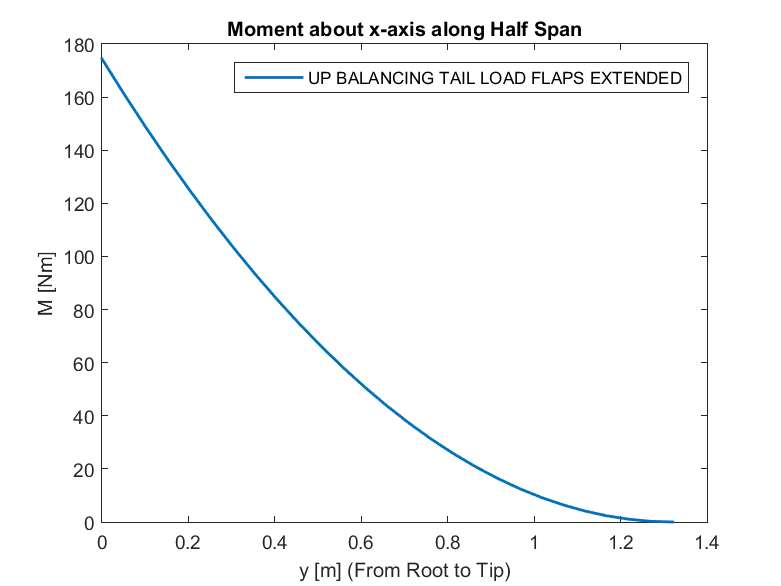 Moment about x-axis along Half Span
UP BALANCING TAIL LOAD FLAPS EXTENDED
M [Nm]
180
160
140
120
100
80
60
40
20
0
0 0.2 0.4 0.6 0.8 1 1.2 1.4
y [m] (From Root to Tip)